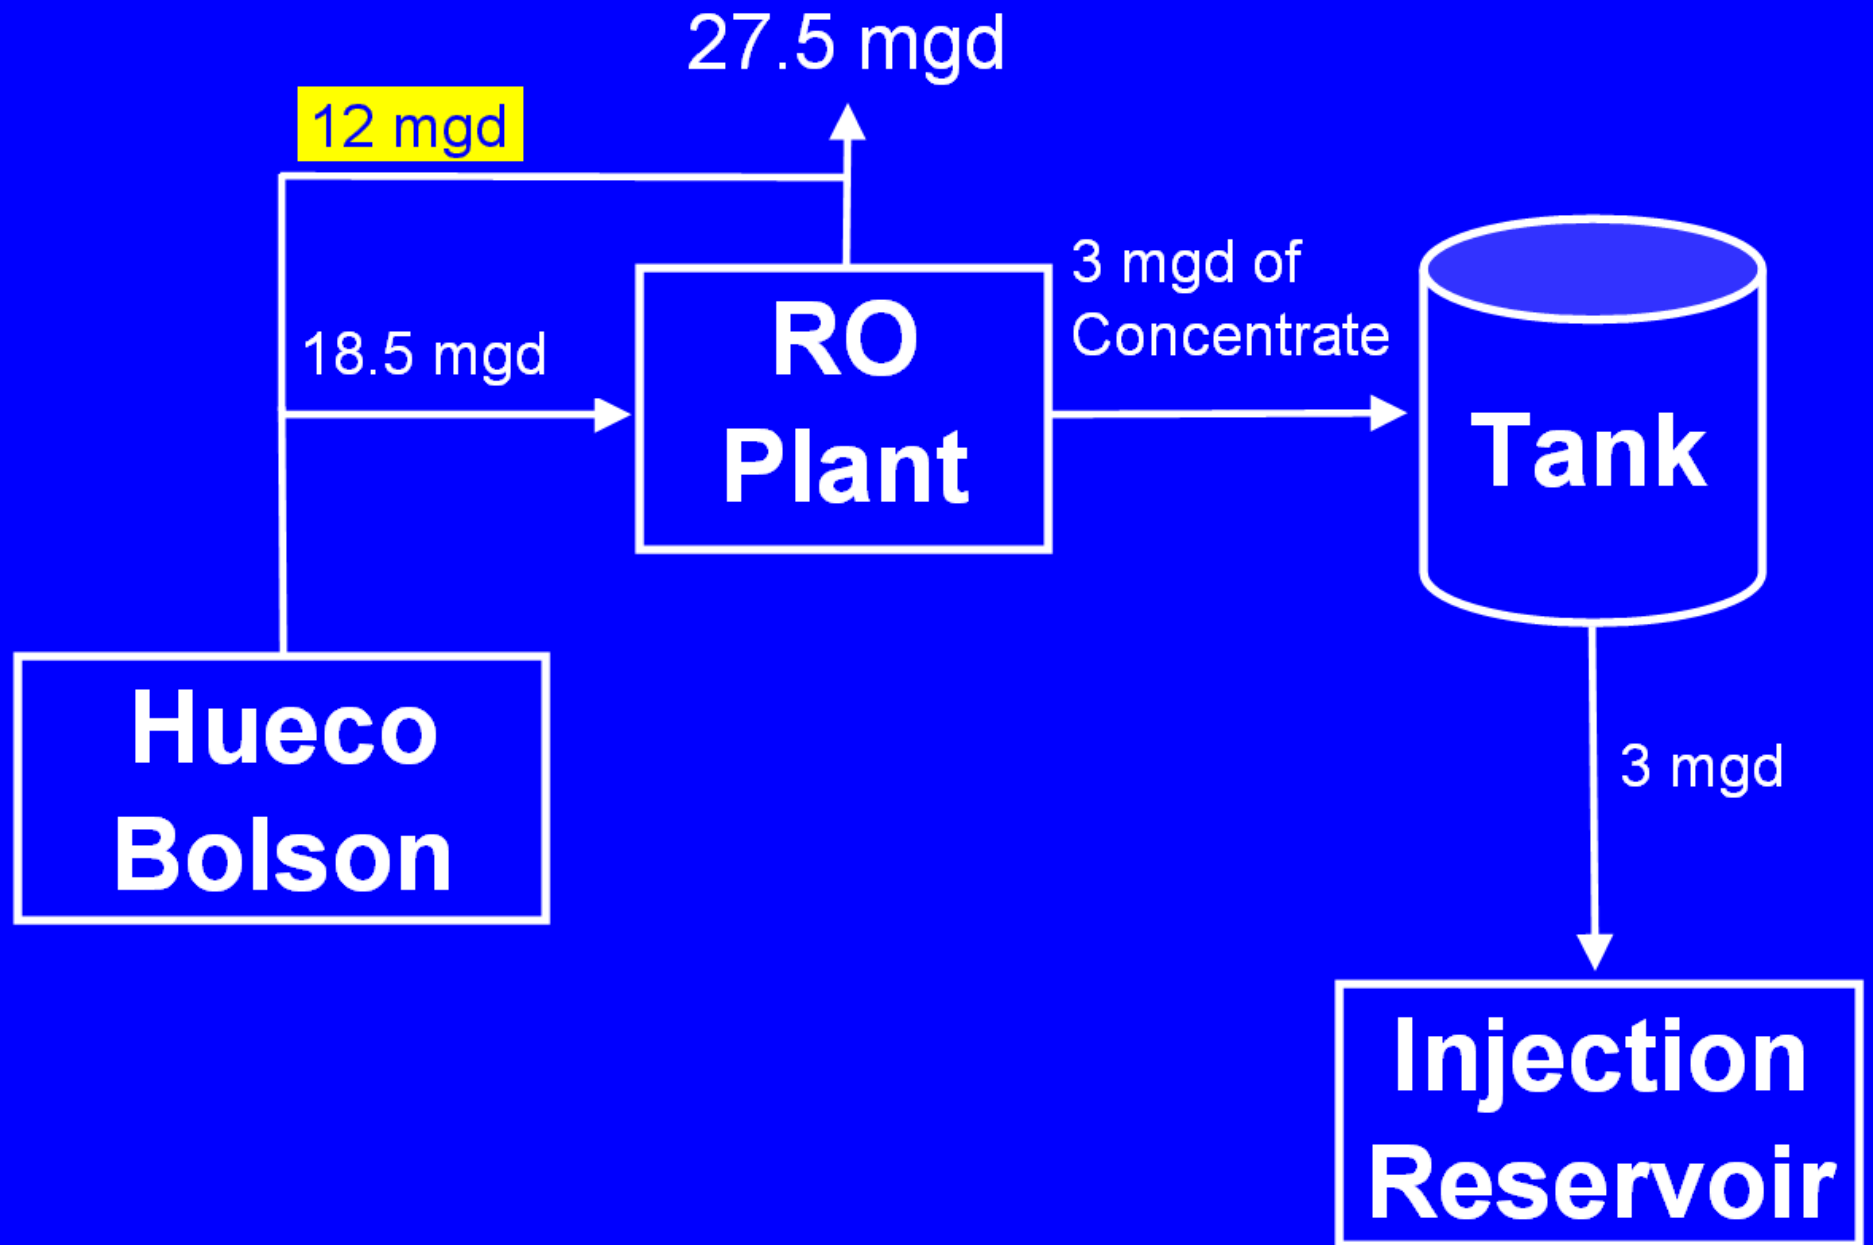 27.5 mgd
12 mgd
18.5 mgd
RO
Plant
3 mgd of
Concentrate
Tank
Hueco
Bolson
3 mgd
Injection
Reservoir